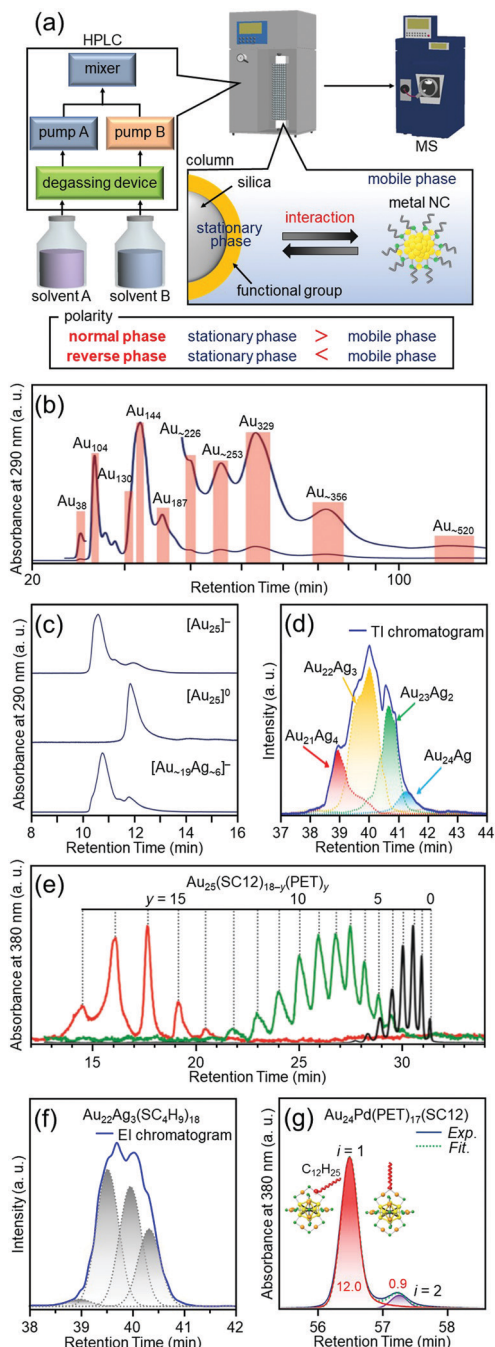 (a)
HPLC
mixer
pump A
pump B
degassing device
solvent A
solvent B
MS
column
silica
mobile phase
metal NC
stationary
phase
interaction
functional group
polarity
normal phase stationary phase > mobile phase
reverse phase stationary phase < mobile phase
(b)
Absorbance at 290 nm (a. u.)
Au38
Au104
Au130
Au144
Au187
Au~226
Au~253
Au329
Au~356
Au~520
20
100
Retention Time (min)
(c)
Absorbance at 290 nm (a. u.)
[Au25]−
[Au25]0
[Au~19Ag~6]−
8 10 12 14 16
Retention Time (min)
(d)
TI chromatogram
Intensity (a. u.)
Au22Ag3
Au23Ag2
Au21Ag4
Au24Ag
37 38 39 40 41 42 43 44
Retention Time (min)
(e)
Absorbance at 380 nm (a. u.)
Au25(SC12)18−y(PET)y
y = 15 10 5 0
15 20 25 30
Retention Time (min)
(f)
Au22Ag3(SC4H9)18
EI chromatogram
Intensity (a. u.)
38 39 40 41 42
Retention Time (min)
(g)
Au24Pd(PET)17(SC12)
Exp.
Fit.
Absorbance at 380 nm (a. u.)
i = 1
C12H25
12.0
0.9
i = 2
56 57 58
Retention Time (min)